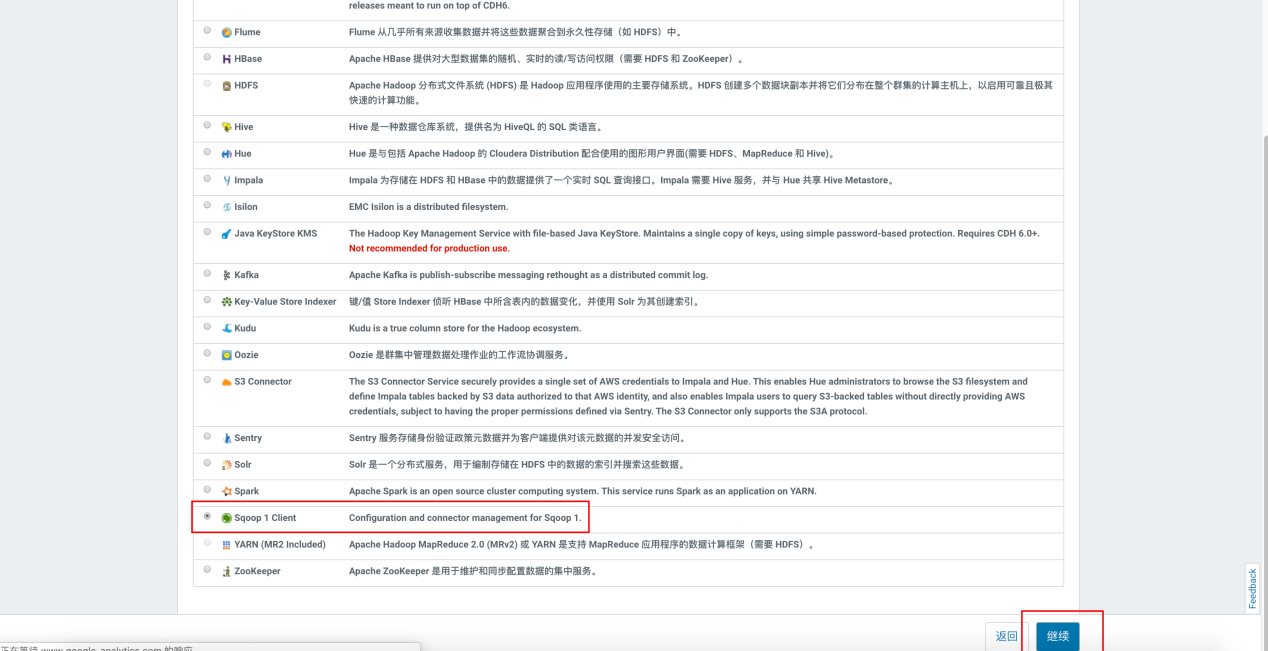 releases meant to run on top of CDH6.
Flume Flume 从几乎所有来源收集数据并将这些数据聚合到永久性存储（如 HDFS）中。
HBase Apache HBase 提供对大型数据集的随机、实时的读/写访问权限（需要 HDFS 和 ZooKeeper）。
HDFS Apache Hadoop 分布式文件系统 (HDFS) 是 Hadoop 应用程序使用的主要存储系统。HDFS 创建多个数据块副本并将它们分布在整个群集的计算主机上，以启用可靠且极其
快速的计算功能。
Hive Hive 是一种数据仓库系统，提供名为 HiveQL 的 SQL 类语言。
Hue Hue 是与包括 Apache Hadoop 的 Cloudera Distribution 配合使用的图形用户界面(需要 HDFS、MapReduce 和 Hive)。
Impala Impala 为存储在 HDFS 和 HBase 中的数据提供了一个实时 SQL 查询接口。Impala 需要 Hive 服务，并与 Hue 共享 Hive Metastore。
Isilon EMC Isilon is a distributed filesystem.
Java KeyStore KMS The Hadoop Key Management Service with file-based Java KeyStore. Maintains a single copy of keys, using simple password-based protection. Requires CDH 6.0+.
Not recommended for production use.
Kafka Apache Kafka is publish-subscribe messaging rethought as a distributed commit log.
Key-Value Store Indexer 键/值 Store Indexer 侦听 HBase 中所含表内的数据变化，并使用 Solr 为其创建索引。
Kudu Kudu is a true column store for the Hadoop ecosystem.
Oozie Oozie 是群集中管理数据处理作业的工作流协调服务。
S3 Connector The S3 Connector Service securely provides a single set of AWS credentials to Impala and Hue. This enables Hue administrators to browse the S3 filesystem and
define Impala tables backed by S3 data authorized to that AWS identity, and also enables Impala users to query S3-backed tables without directly providing AWS
credentials, subject to having the proper permissions defined via Sentry. The S3 Connector only supports the S3A protocol.
Sentry Sentry 服务存储身份验证政策元数据并为客户端提供对该元数据的并发安全访问。
Solr Solr 是一个分布式服务，用于编制存储在 HDFS 中的数据的索引并搜索这些数据。
Spark Apache Spark is an open source cluster computing system. This service runs Spark as an application on YARN.
Sqoop 1 Client Configuration and connector management for Sqoop 1.
YARN (MR2 Included) Apache Hadoop MapReduce 2.0 (MRv2) 或 YARN 是支持 MapReduce 应用程序的数据计算框架（需要 HDFS）。
ZooKeeper Apache ZooKeeper 是用于维护和同步配置数据的集中服务。
Feedback
返回 继续
正在等待 www.google-analytics.com 的响应